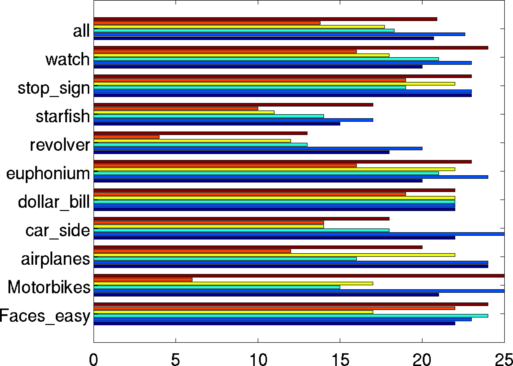 all
watch
stop_sign
starfish
revolver
euphonium
dollar_bill
car_side
airplanes
Motorbikes
Faces_easy
0 5 10 15 20 25